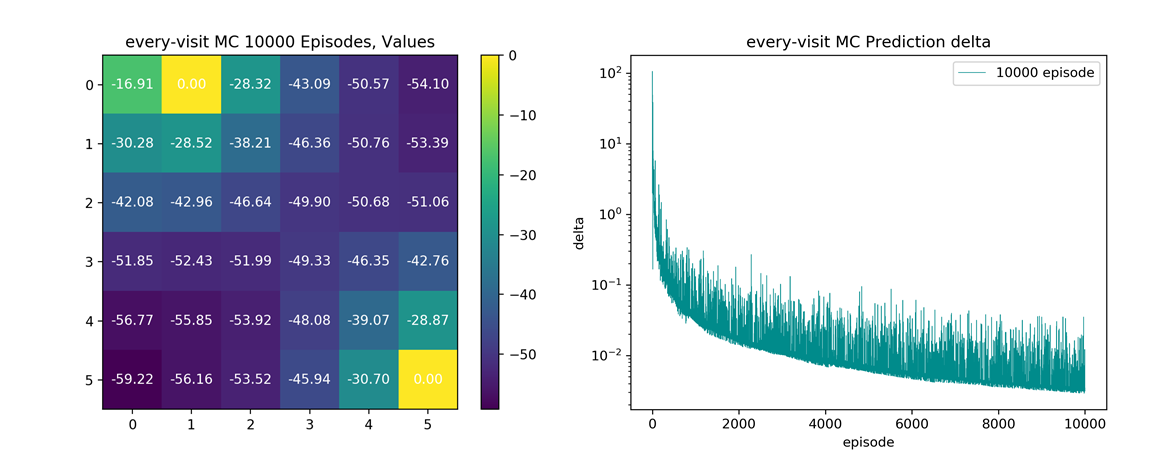 every-visit MC 10000 Episodes, Values
0 -16.91 0.00 -28.32 -43.09 -50.57 -54.10
1 -30.28 -28.52 -38.21 -46.36 -50.76 -53.39
2 -42.08 -42.96 -46.64 -49.90 -50.68 -51.06
3 -51.85 -52.43 -51.99 -49.33 -46.35 -42.76
4 -56.77 -55.85 -53.92 -48.08 -39.07 -28.87
5 -59.22 -56.16 -53.52 -45.94 -30.70 0.00
0 1 2 3 4 5
0
−10
−20
−30
−40
−50
every-visit MC Prediction delta
10000 episode
10²
10¹
10⁰
10⁻¹
10⁻²
delta
0 2000 4000 6000 8000 10000
episode